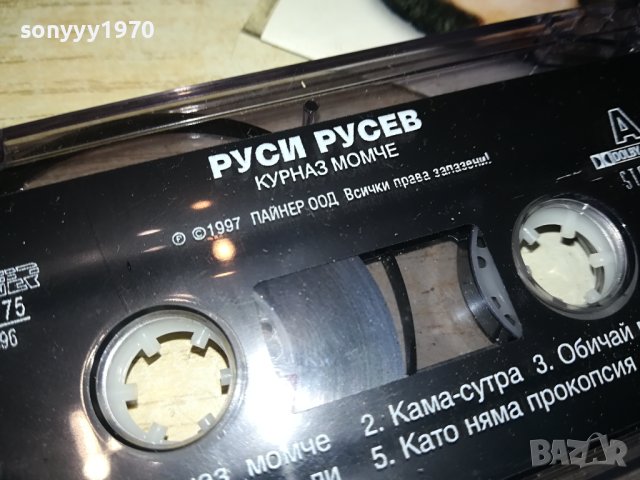 sonyyy1970
РУСИ РУСЕВ
КУРНАЗ МОМЧЕ
Ⓟ ©1997 ПАЙНЕР ООД Всички права запазени!
A
DOLBY
75
96
момче 2. Кама-сутра 3. Обичай
5. Като няма прокопсия
BAZAR
bg